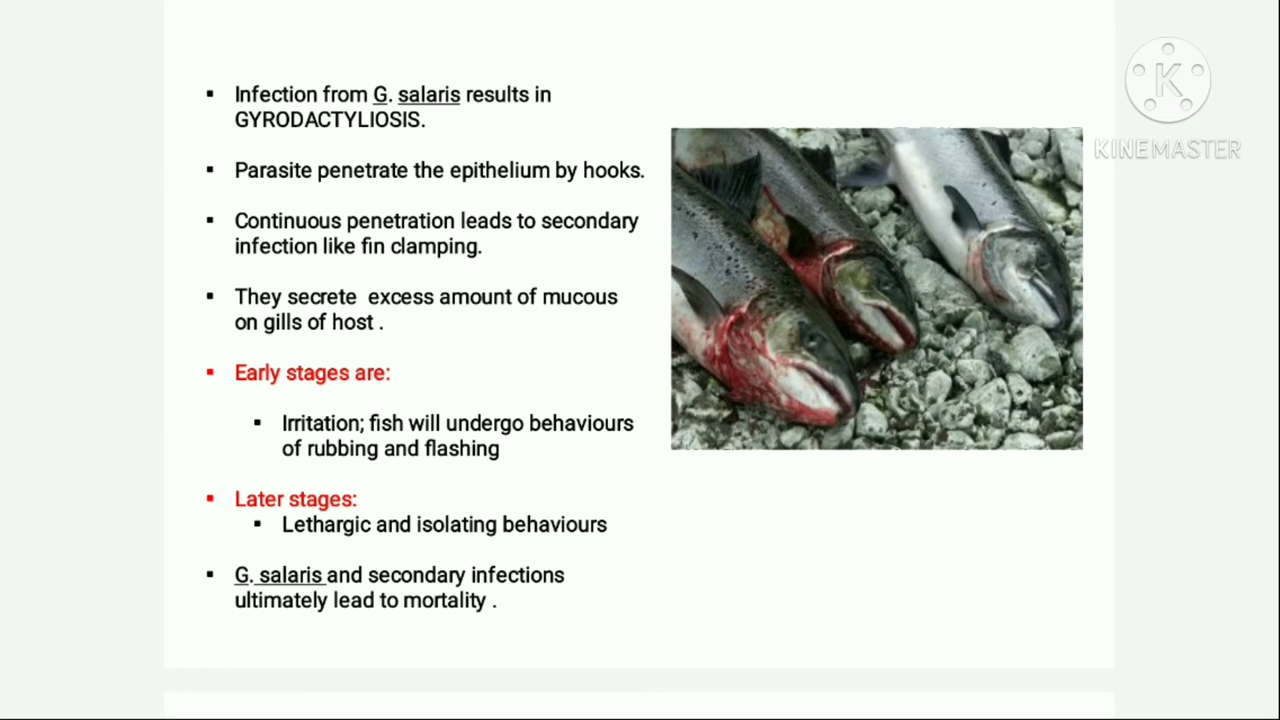 ▪ Infection from G. salaris results in
GYRODACTYLIOSIS.
▪ Parasite penetrate the epithelium by hooks.
▪ Continuous penetration leads to secondary
infection like fin clamping.
▪ They secrete excess amount of mucous
on gills of host .
▪ Early stages are:
▪ Irritation; fish will undergo behaviours
of rubbing and flashing
▪ Later stages:
▪ Lethargic and isolating behaviours
▪ G. salaris and secondary infections
ultimately lead to mortality .
K
KINEMASTER